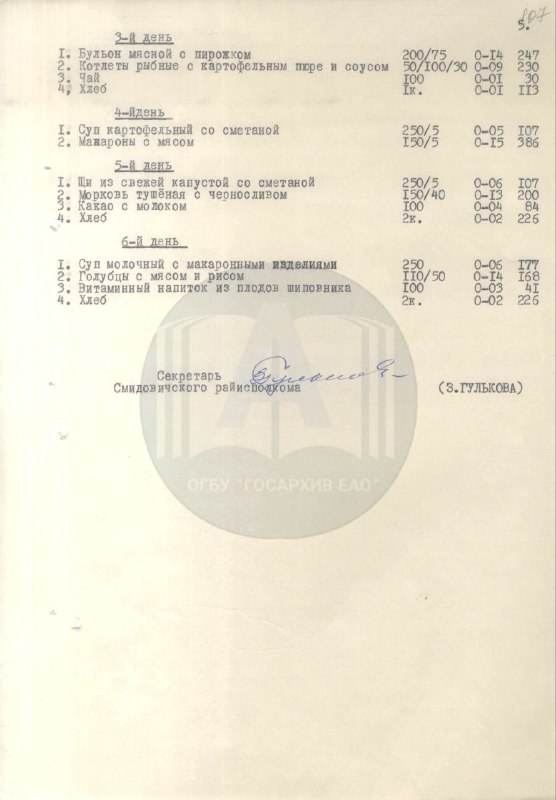 107
5.
3-й день
I. Бульон мясной с пирожком 200/75 0-I4 247
2. Котлеты рыбные с картофельным пюре и соусом 50/I00/30 0-09 230
3. Чай I00 0-0I 30
4. Хлеб Iк. 0-0I II3
4-йдень
I. Суп картофельный со сметаной 250/5 0-05 I07
2. Макароны с мясом I50/5 0-I5 386
5-й день
I. Щи из свежей капустой со сметаной 250/5 0-06 I07
2. Морковь тушёная с черносливом I50/40 0-I3 200
3. Какао с молоком I00 0-04 84
4. Хлеб 2к. 0-02 226
6-й день
I. Суп молочный с макаронными изделиями 250 0-06 I77
2. Голубцы с мясом и рисом II0/50 0-I4 I68
3. Витаминный напиток из плодов шиповника I00 0-03 4I
4. Хлеб 2к. 0-02 226
Секретарь
Смидовичского райисполкома (З.ГУЛЬКОВА)
ОГБУ "ГОСАРХИВ ЕАО"